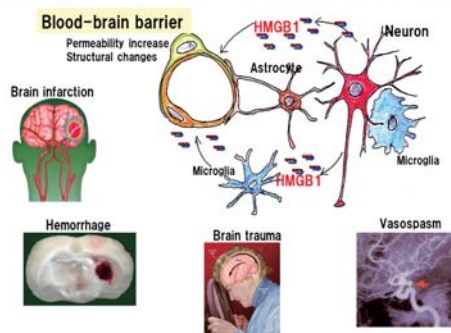 Blood-brain barrier
Permeability increase
Structural changes
HMGB1
Neuron
Astrocyte
Brain infarction
Microglia
Microglia
HMGB1
Hemorrhage
Brain trauma
Vasospasm